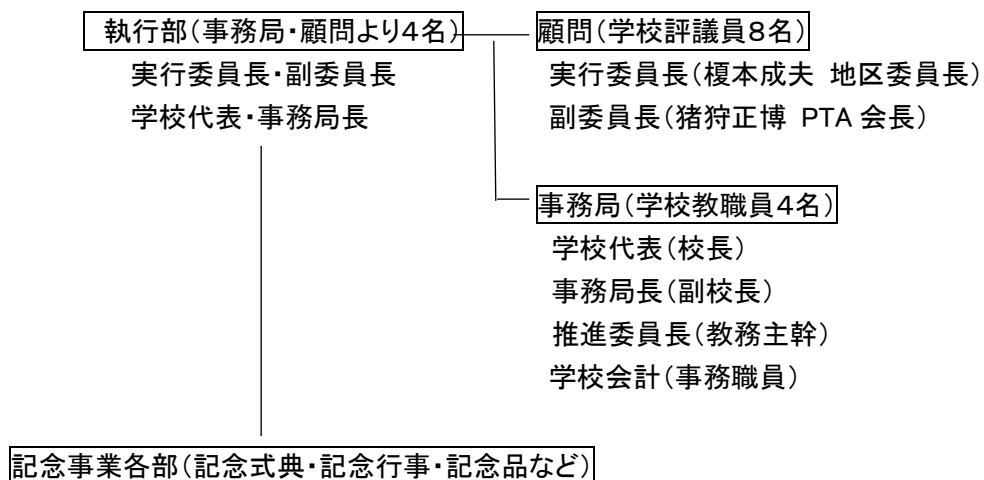 執行部(事務局・顧問より4名)
実行委員長・副委員長
学校代表・事務局長
顧問(学校評議員8名)
実行委員長(榎本成夫 地区委員長)
副委員長(猪狩正博 PTA会長)
事務局(学校教職員4名)
学校代表(校長)
事務局長(副校長)
推進委員長(教務主幹)
学校会計(事務職員)
記念事業各部(記念式典・記念行事・記念品など)